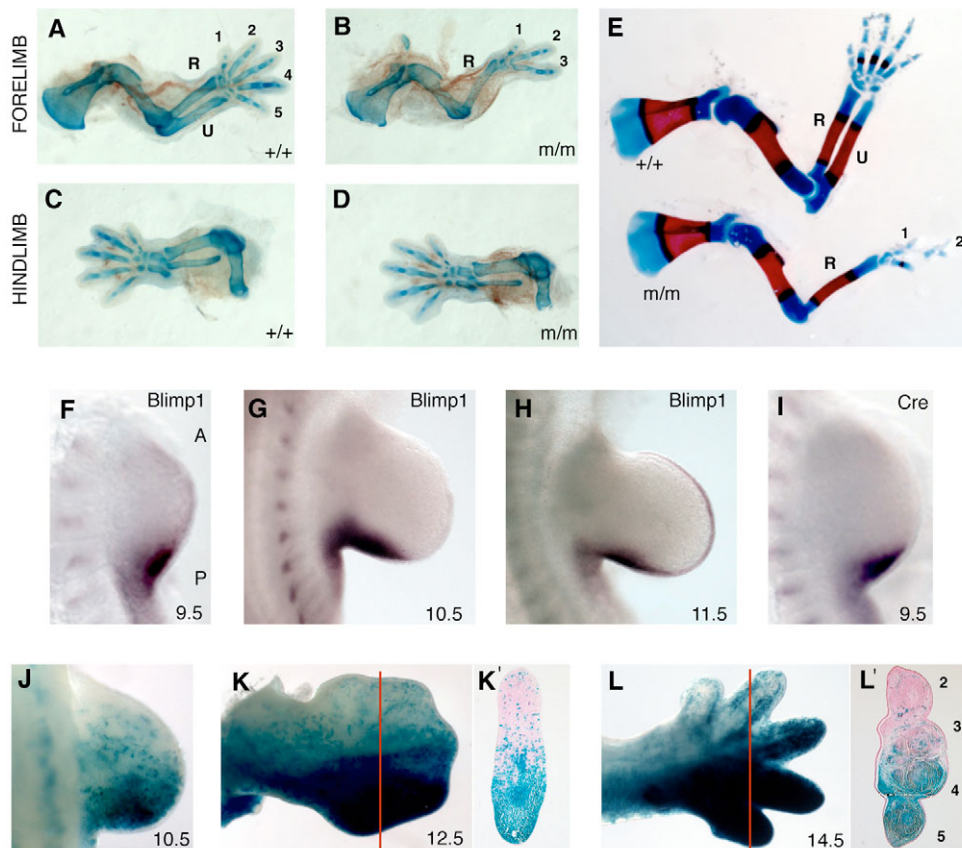 FORELIMB
A
R
1
2
3
4
5
U
+/+
B
R
1
2
3
m/m
E
R
U
+/+
1
2
R
m/m
HINDLIMB
C
+/+
D
m/m
F
Blimp1
A
P
9.5
G
Blimp1
10.5
H
Blimp1
11.5
I
Cre
9.5
J
10.5
K
12.5
K'
L
14.5
L'
2
3
4
5